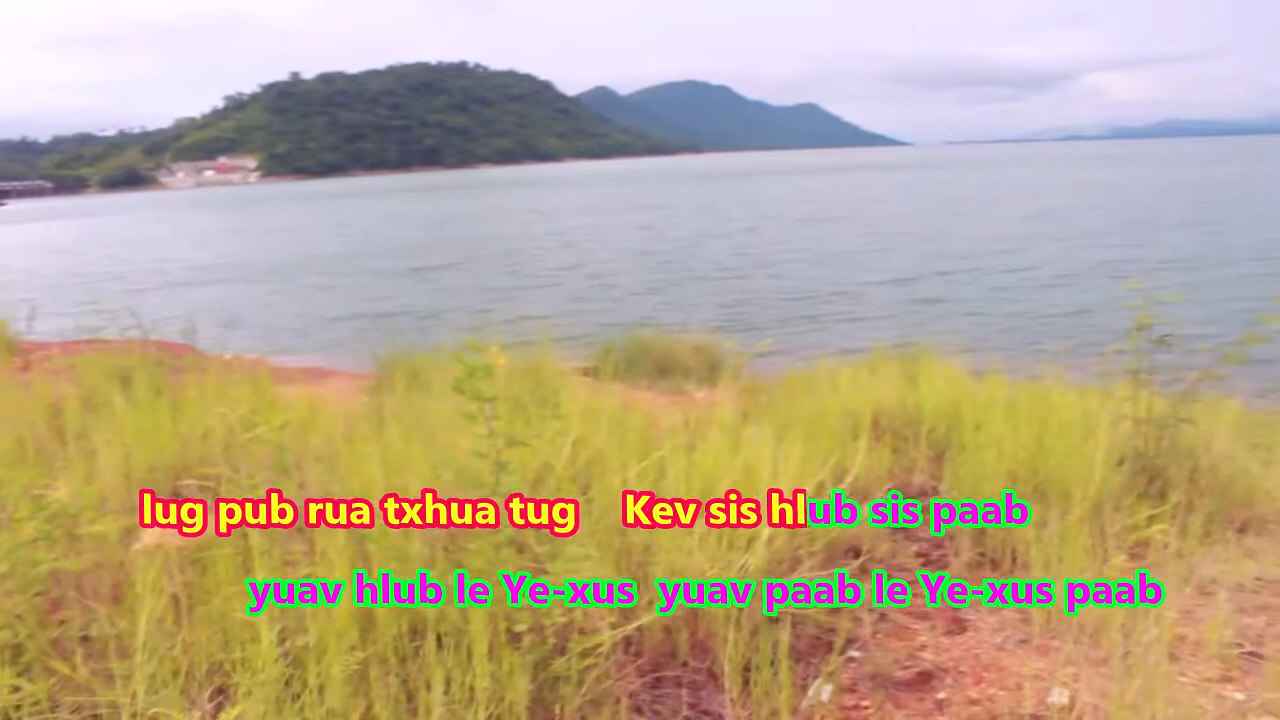 lug pub rua txhua tug Kev sis hlub sis paab
yuav hlub le Ye-xus yuav paab le Ye-xus paab